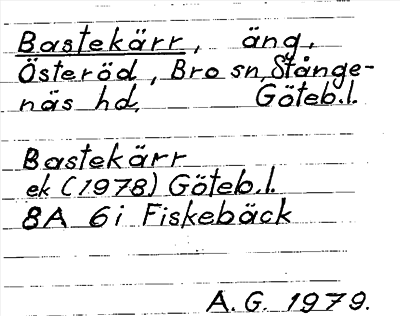 Bastekärr, äng,
Österöd, Bro sn, Stånge-
näs hd, Göteb.l.
Bastekärr
ek (1978) Göteb.l.
8A 6i Fiskebäck
A.G. 1979.